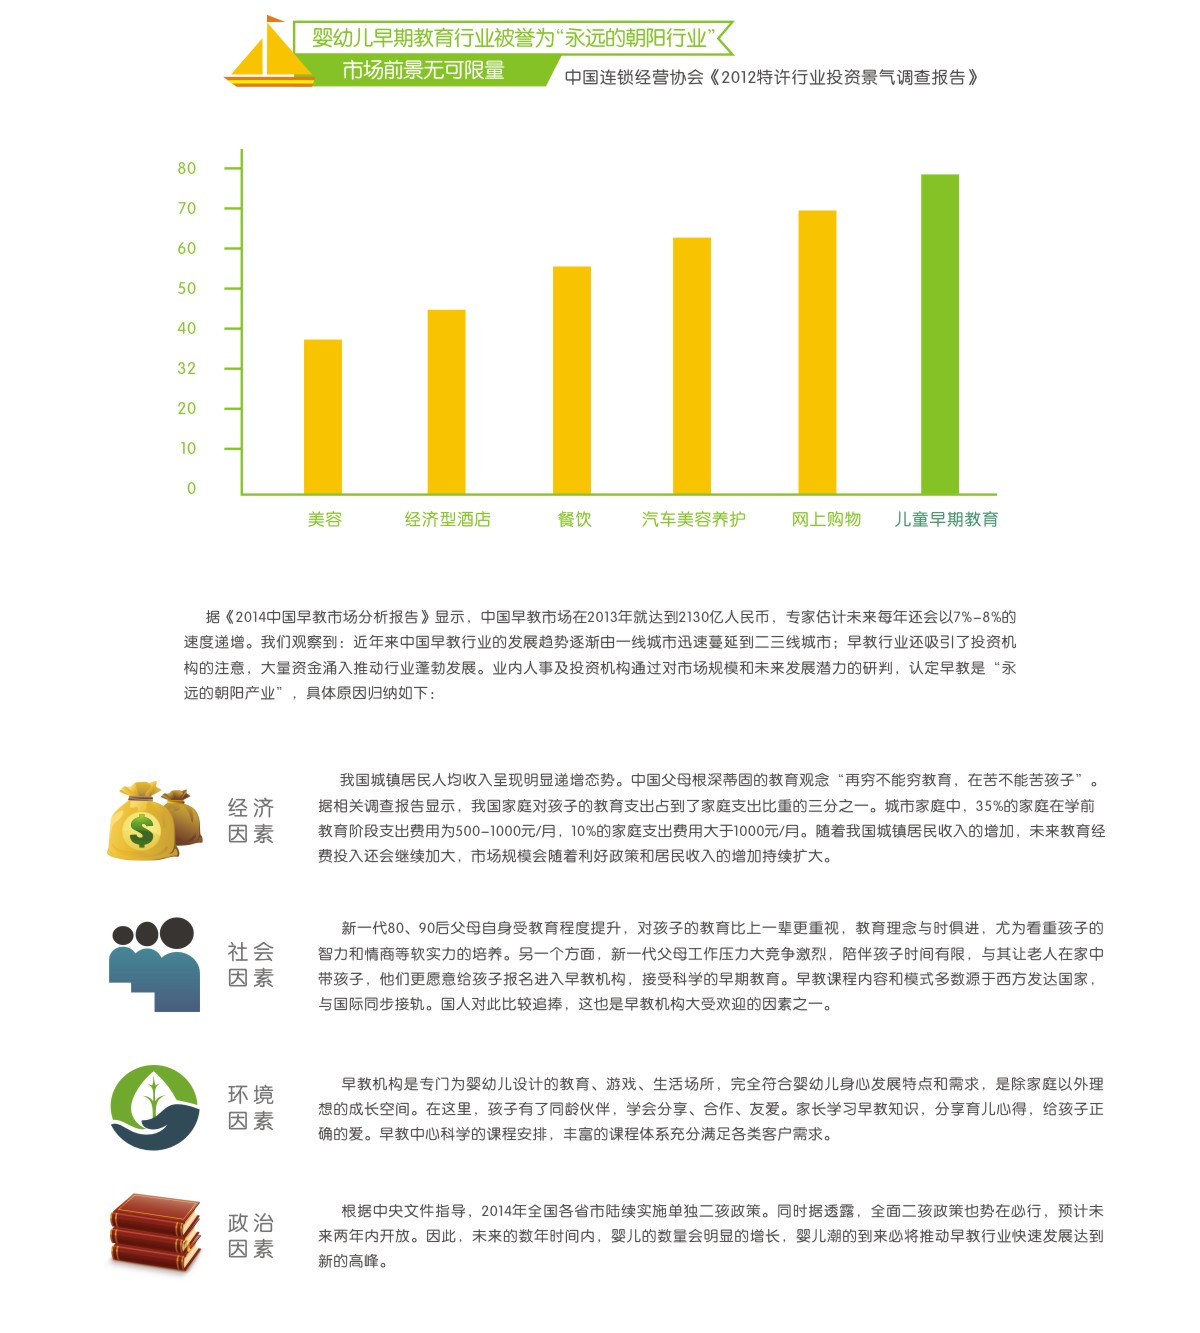 婴幼儿早期教育行业被誉为“永远的朝阳行业”
市场前景无可限量
中国连锁经营协会《2012特许行业投资景气调查报告》
80
70
60
50
40
32
20
10
0
美容
经济型酒店
餐饮
汽车美容养护
网上购物
儿童早期教育
据《2014中国早教市场分析报告》显示，中国早教市场在2013年就达到2130亿人民币，专家估计未来每年还会以7%-8%的
速度递增。我们观察到：近年来中国早教行业的发展趋势逐渐由一线城市迅速蔓延到二三线城市；早教行业还吸引了投资机
构的注意，大量资金涌入推动行业蓬勃发展。业内人事及投资机构通过对市场规模和未来发展潜力的研判，认定早教是“永
远的朝阳产业”，具体原因归纳如下：
经济
因素
我国城镇居民人均收入呈现明显递增态势。中国父母根深蒂固的教育观念“再穷不能穷教育，在苦不能苦孩子”。
据相关调查报告显示，我国家庭对孩子的教育支出占到了家庭支出比重的三分之一。城市家庭中，35%的家庭在学前
教育阶段支出费用为500-1000元/月，10%的家庭支出费用大于1000元/月。随着我国城镇居民收入的增加，未来教育经
费投入还会继续加大，市场规模会随着利好政策和居民收入的增加持续扩大。
社会
因素
新一代80、90后父母自身受教育程度提升，对孩子的教育比上一辈更重视，教育理念与时俱进，尤为看重孩子的
智力和情商等软实力的培养。另一个方面，新一代父母工作压力大竞争激烈，陪伴孩子时间有限，与其让老人在家中
带孩子，他们更愿意给孩子报名进入早教机构，接受科学的早期教育。早教课程内容和模式多数源于西方发达国家，
与国际同步接轨。国人对此比较追捧，这也是早教机构大受欢迎的因素之一。
环境
因素
早教机构是专门为婴幼儿设计的教育、游戏、生活场所，完全符合婴幼儿身心发展特点和需求，是除家庭以外理
想的成长空间。在这里，孩子有了同龄伙伴，学会分享、合作、友爱。家长学习早教知识，分享育儿心得，给孩子正
确的爱。早教中心科学的课程安排，丰富的课程体系充分满足各类客户需求。
政治
因素
根据中央文件指导，2014年全国各省市陆续实施单独二孩政策。同时据透露，全面二孩政策也势在必行，预计未
来两年内开放。因此，未来的数年时间内，婴儿的数量会明显的增长，婴儿潮的到来必将推动早教行业快速发展达到
新的高峰。